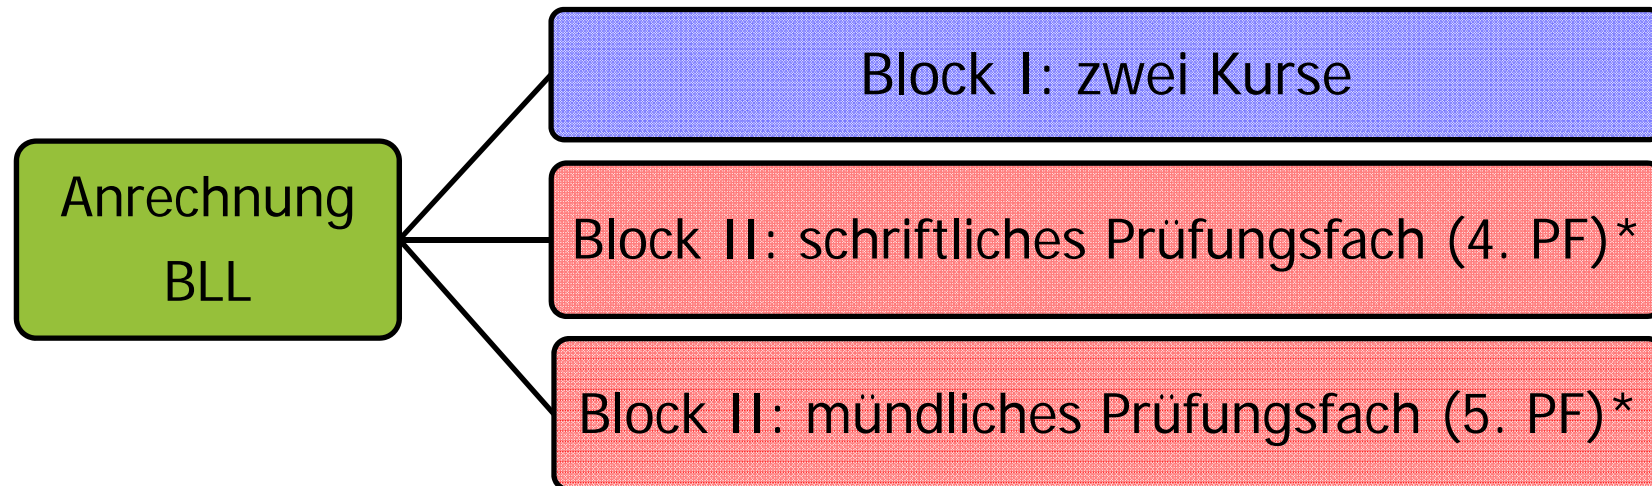 Anrechnung
BLL
Block I: zwei Kurse
Block II: schriftliches Prüfungsfach (4. PF)*
Block II: mündliches Prüfungsfach (5. PF)*